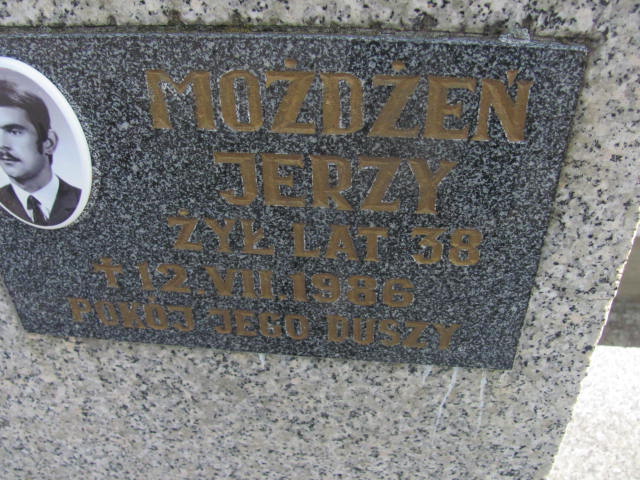 MOŻDŻEŃ
JERZY
ŻYŁ LAT 38
† 12.VII.1986
POKÓJ JEGO DUSZY